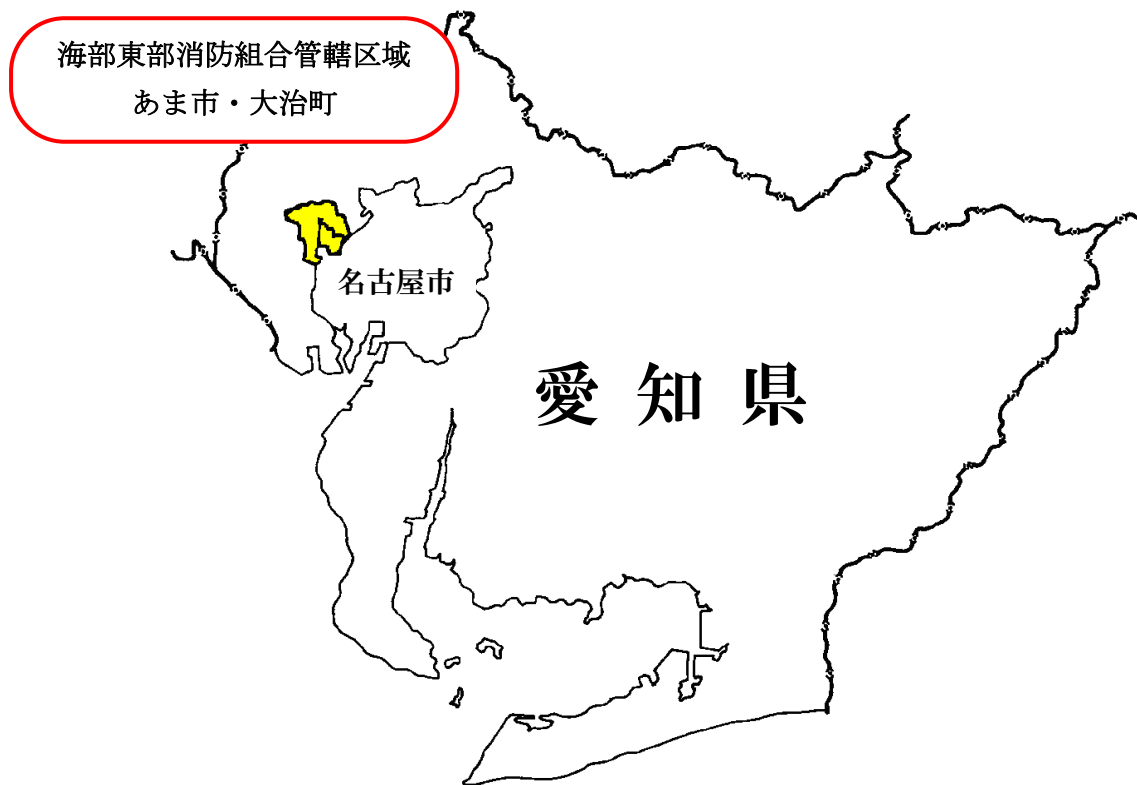 海部東部消防組合管轄区域
あま市・大治町
名古屋市
愛知県